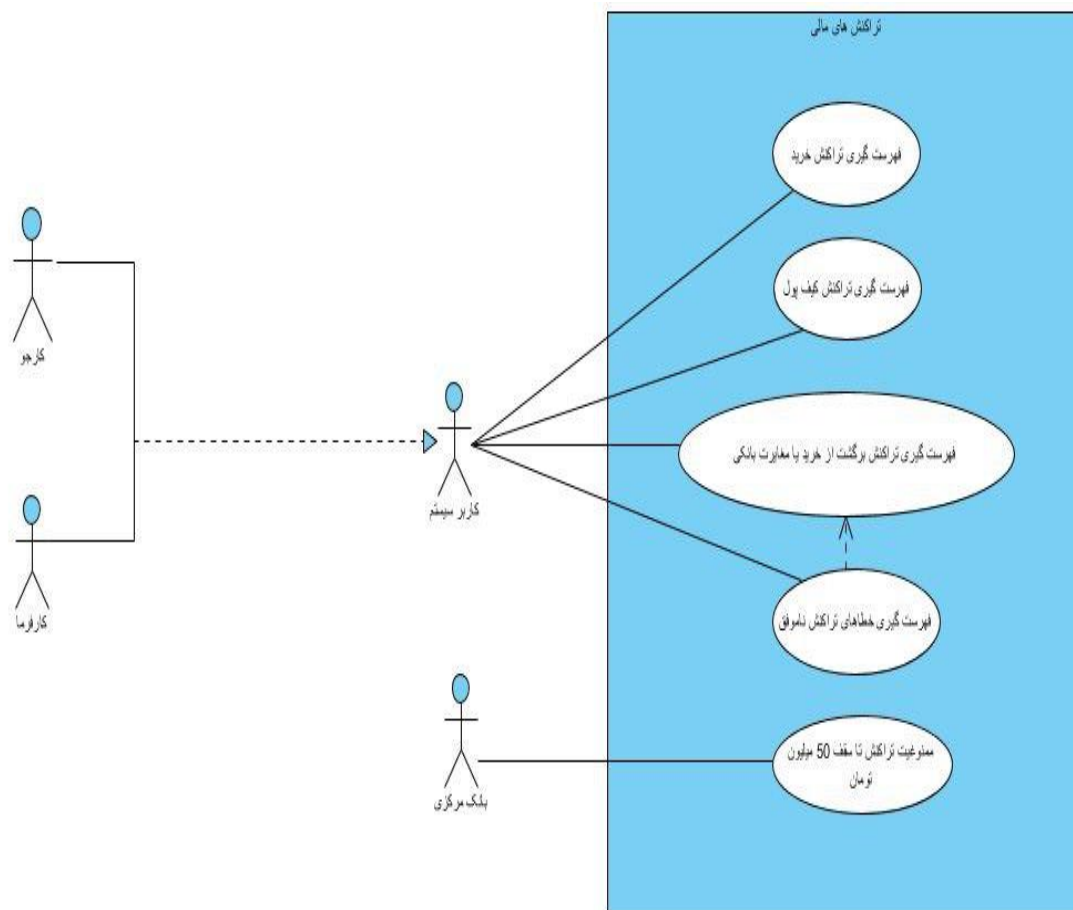 تراکنش های مالی
فهرست گیری تراکنش خرید
فهرست گیری تراکنش کیف پول
کارجو
فهرست گیری تراکنش برگشت از خرید یا مغایرت بانکی
کاربر سیستم
کارفرما
فهرست گیری خطاهای تراکنش ناموفق
ممنوعیت تراکنش تا سقف 50 میلیون
تومان
بانک مرکزی